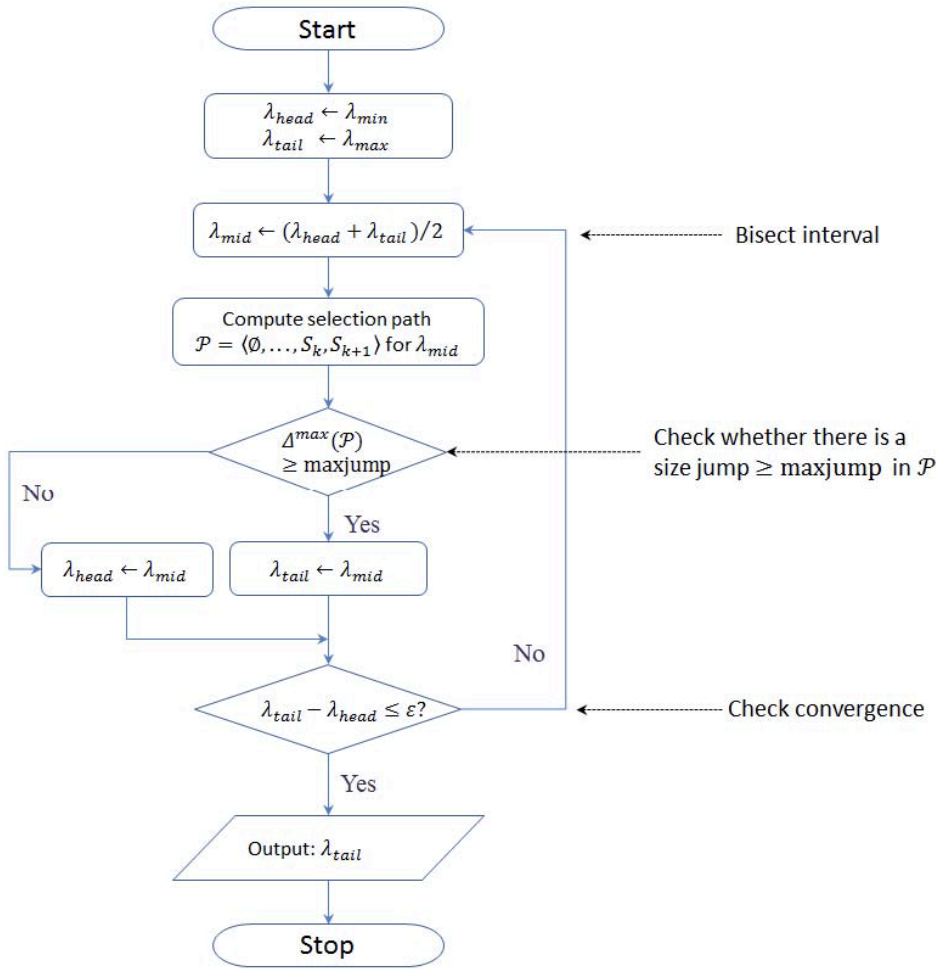 Start
λ_head ← λ_min
λ_tail ← λ_max
λ_mid ← (λ_head + λ_tail)/2
Bisect interval
Compute selection path
𝒫 = ⟨∅, …, S_k, S_{k+1}⟩ for λ_mid
Δ^max(𝒫)
≥ maxjump
Check whether there is a
size jump ≥ maxjump in 𝒫
No
Yes
λ_head ← λ_mid
λ_tail ← λ_mid
No
λ_tail − λ_head ≤ ε?
Check convergence
Yes
Output: λ_tail
Stop